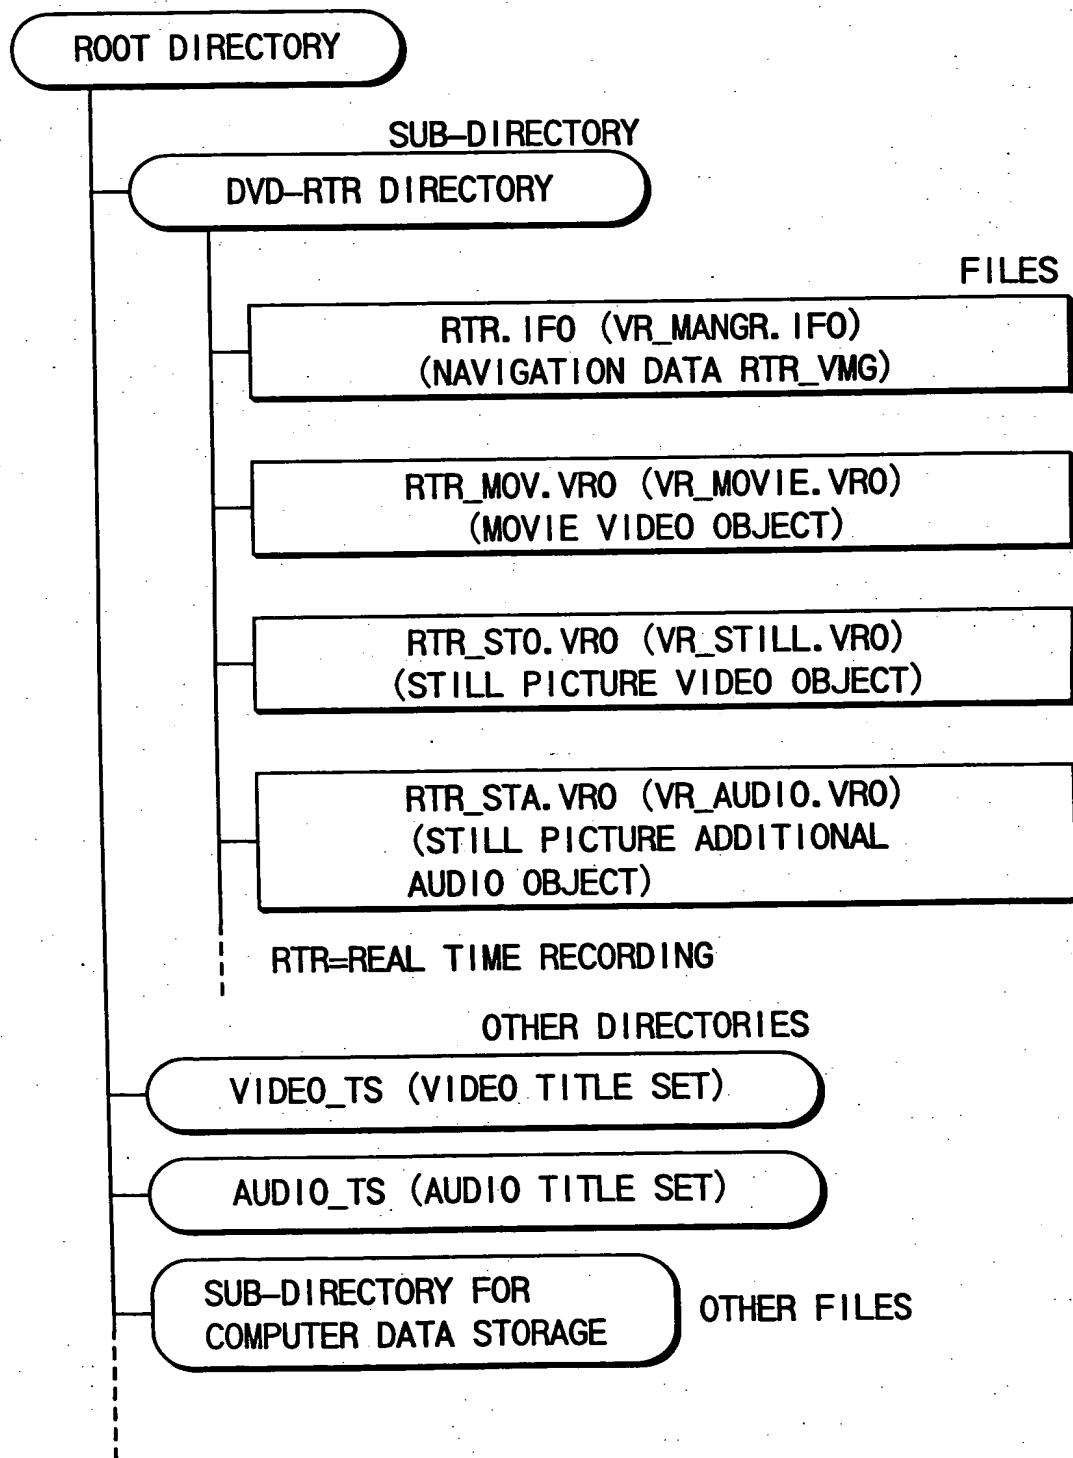 ROOT DIRECTORY
SUB-DIRECTORY
DVD-RTR DIRECTORY
FILES
RTR.IFO (VR_MANGR.IFO)
(NAVIGATION DATA RTR_VMG)
RTR_MOV.VRO (VR_MOVIE.VRO)
(MOVIE VIDEO OBJECT)
RTR_STO.VRO (VR_STILL.VRO)
(STILL PICTURE VIDEO OBJECT)
RTR_STA.VRO (VR_AUDIO.VRO)
(STILL PICTURE ADDITIONAL
AUDIO OBJECT)
RTR=REAL TIME RECORDING
OTHER DIRECTORIES
VIDEO_TS (VIDEO TITLE SET)
AUDIO_TS (AUDIO TITLE SET)
SUB-DIRECTORY FOR
COMPUTER DATA STORAGE
OTHER FILES